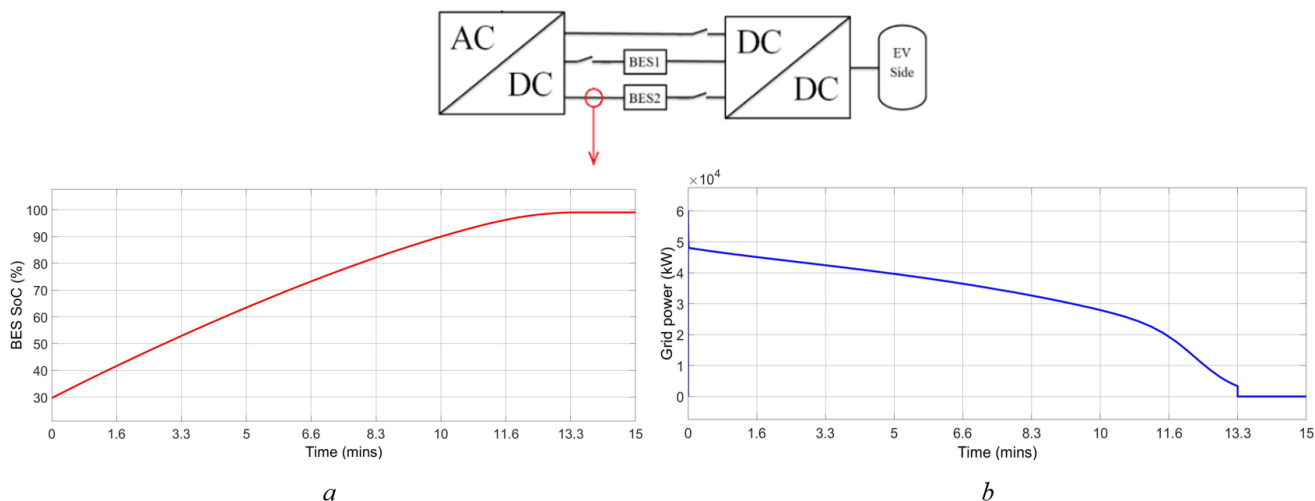 AC
DC
BES1
BES2
DC
DC
EV
Side
BES SoC (%)
100
90
80
70
60
50
40
30
0 1.6 3.3 5 6.6 8.3 10 11.6 13.3 15
Time (mins)
a
×10⁴
Grid power (kW)
6
5
4
3
2
1
0
0 1.6 3.3 5 6.6 8.3 10 11.6 13.3 15
Time (mins)
b